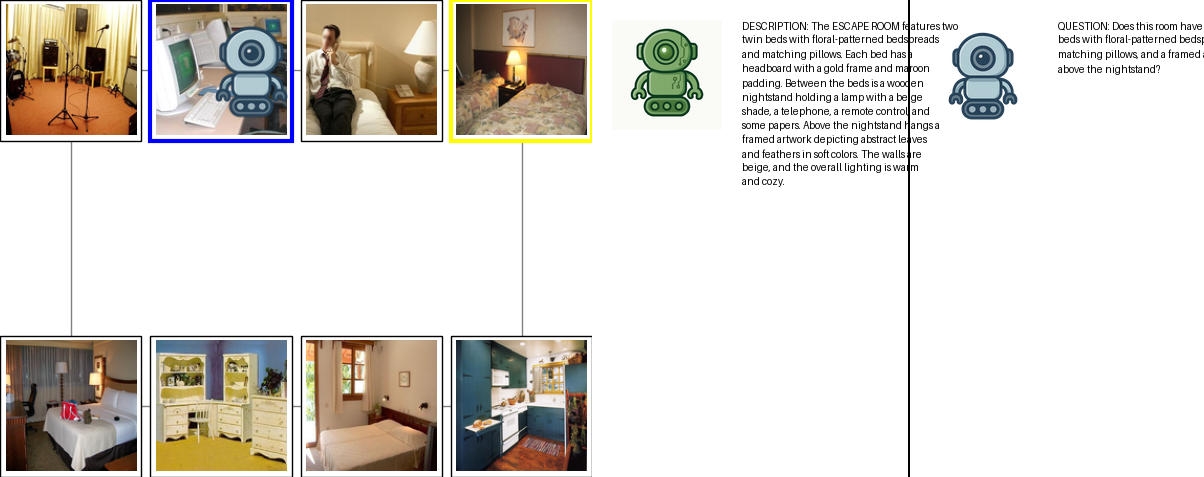 DESCRIPTION: The ESCAPE ROOM features two
twin beds with floral-patterned bedspreads
and matching pillows. Each bed has a
headboard with a gold frame and maroon
padding. Between the beds is a wooden
nightstand holding a lamp with a beige
shade, a telephone, a remote control, and
some papers. Above the nightstand hangs a
framed artwork depicting abstract leaves
and feathers in soft colors. The walls are
beige, and the overall lighting is warm
and cozy.
QUESTION: Does this room have
beds with floral-patterned
matching pillows, and a framed
above the nightstand?